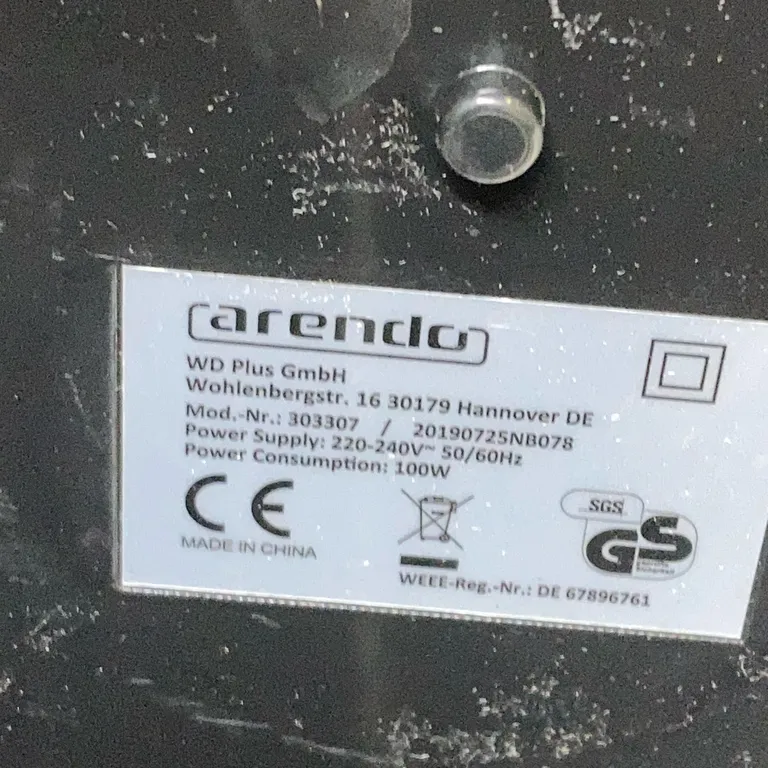 arendo
WD Plus GmbH
Wohlenbergstr. 16 30179 Hannover DE
Mod.-Nr.: 303307 / 20190725NB078
Power Supply: 220-240V~ 50/60Hz
Power Consumption: 100W
CE
MADE IN CHINA
SGS
GS
WEEE-Reg.-Nr.: DE 67896761